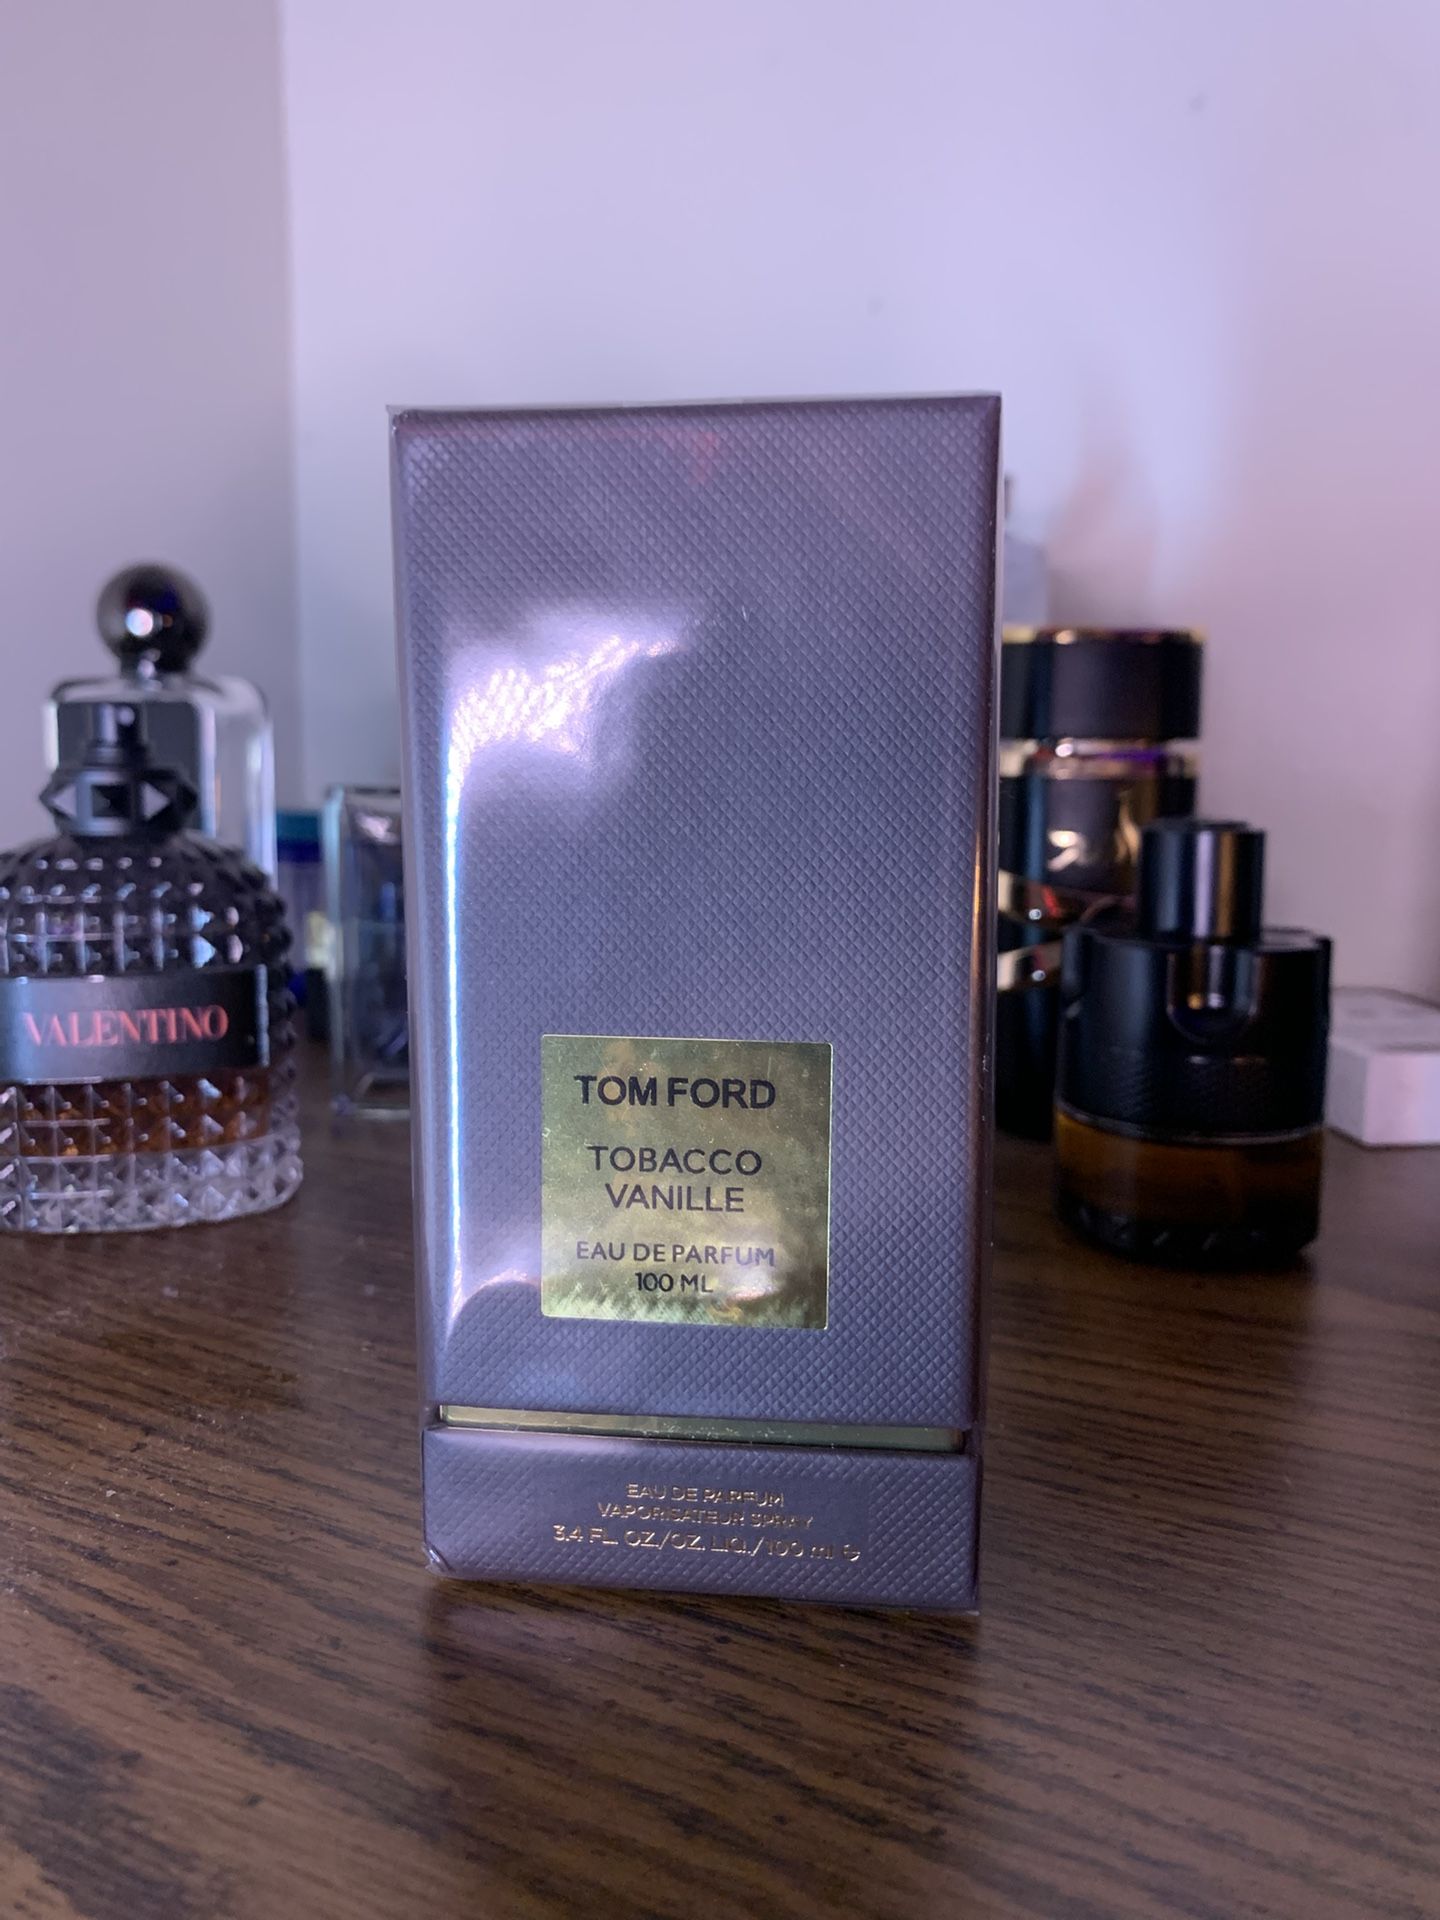 VALENTINO
TOM FORD
TOBACCO
VANILLE
EAU DE PARFUM
100 ML
EAU DE PARFUM
VAPORISATEUR SPRAY
3.4 FL. OZ./OZ. LIQ./100 ml ℮